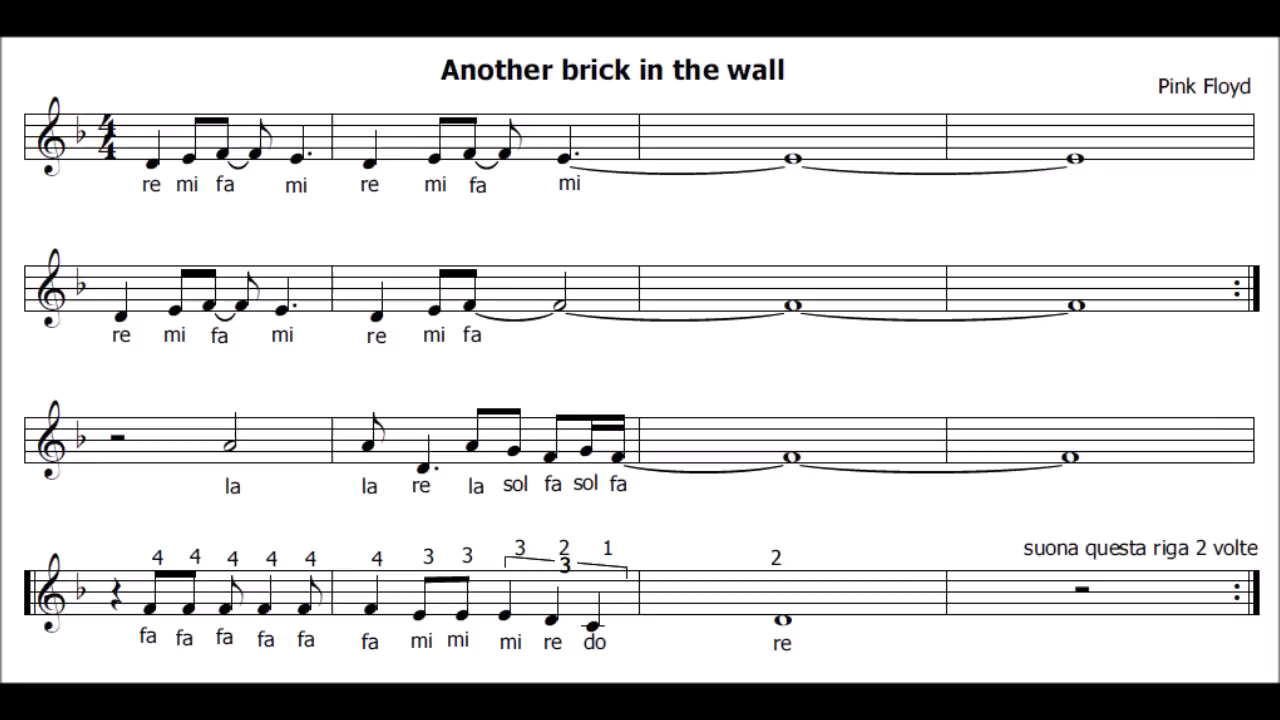 Another brick in the wall
Pink Floyd
4
4
re mi fa mi re mi fa mi
re mi fa mi re mi fa
la la re la sol fa sol fa
suona questa riga 2 volte
4 4 4 4 4 4 3 3 3 2 1 2
3
fa fa fa fa fa fa mi mi mi re do re